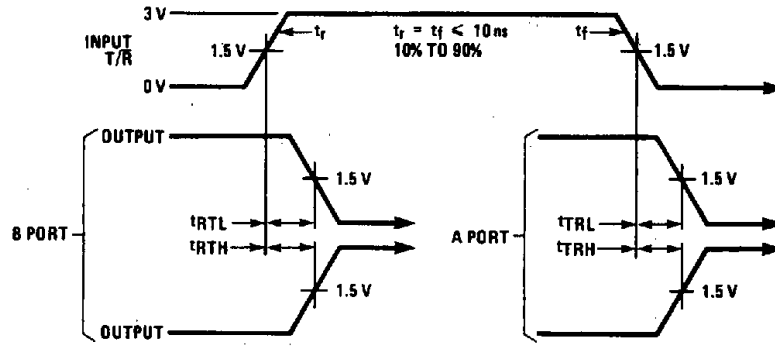 3 V
INPUT
T/R̅
1.5 V
0 V
tr
tr = tf ≤ 10 ns
10% TO 90%
tf
1.5 V
OUTPUT
1.5 V
B PORT
tRTL
tRTH
1.5 V
OUTPUT
A PORT
1.5 V
tTRL
tTRH
1.5 V